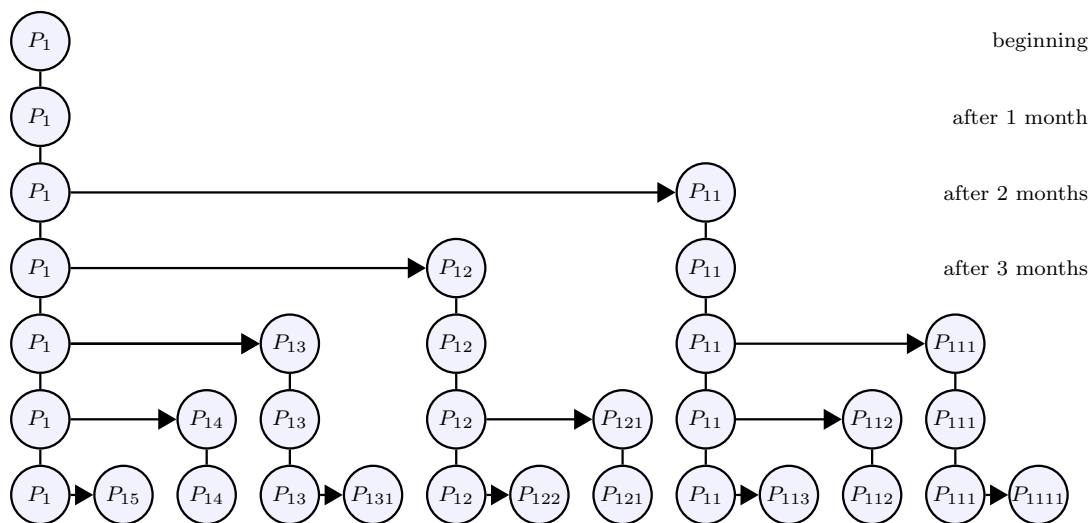 P₁ beginning
P₁ after 1 month
P₁ P₁₁ after 2 months
P₁ P₁₂ P₁₁ after 3 months
P₁ P₁₃ P₁₂ P₁₁ P₁₁₁
P₁ P₁₄ P₁₃ P₁₂ P₁₂₁ P₁₁ P₁₁₂ P₁₁₁
P₁ P₁₅ P₁₄ P₁₃ P₁₃₁ P₁₂ P₁₂₂ P₁₂₁ P₁₁ P₁₁₃ P₁₁₂ P₁₁₁ P₁₁₁₁